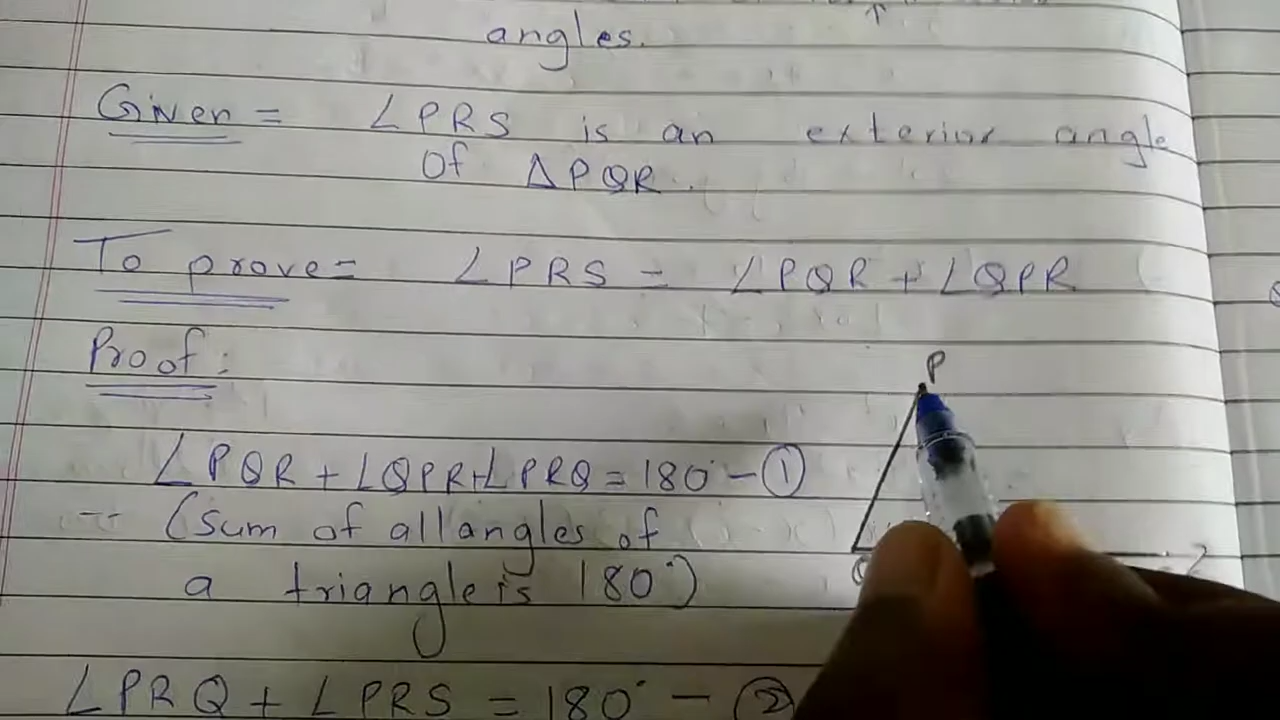 angles.
Given = ∠PRS is an exterior angle
of ΔPQR.
To prove = ∠PRS = ∠PQR + ∠QPR
Proof:
P
∠PQR + ∠QPR + ∠PRQ = 180° - ①
(Sum of all angles of
a triangle is 180°)
∠PRQ + ∠PRS = 180° - ②